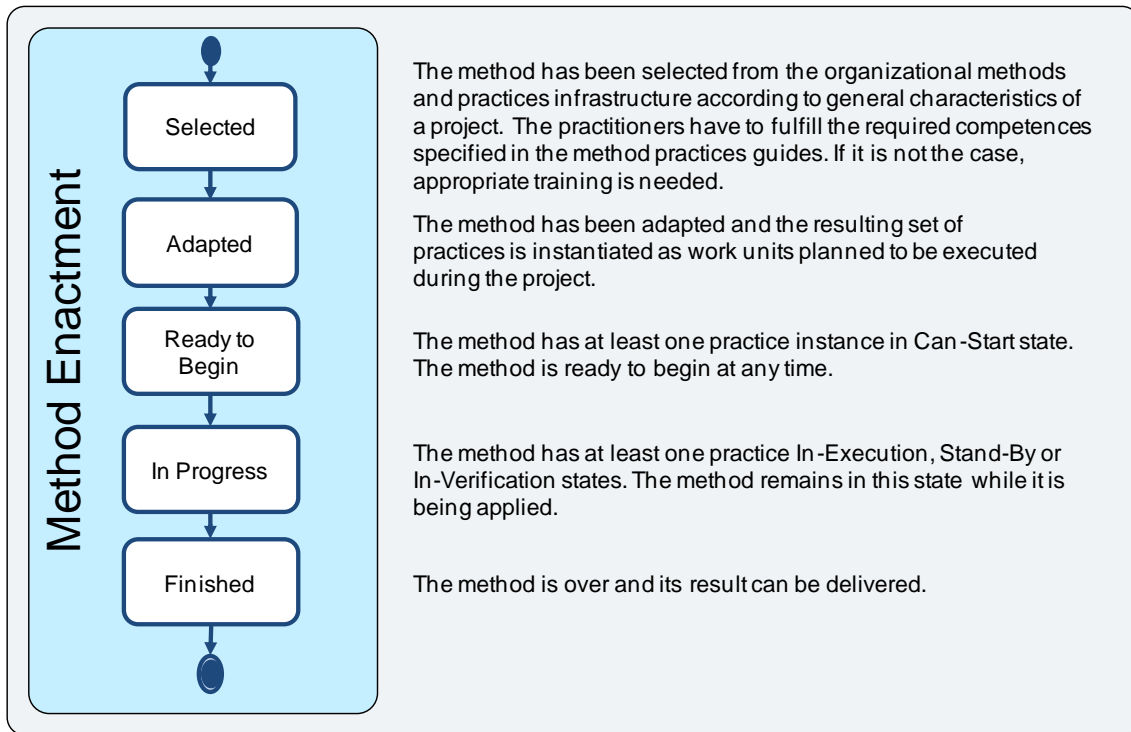 Method Enactment
Selected
The method has been selected from the organizational methods
and practices infrastructure according to general characteristics of
a project. The practitioners have to fulfill the required competences
specified in the method practices guides. If it is not the case,
appropriate training is needed.
Adapted
The method has been adapted and the resulting set of
practices is instantiated as work units planned to be executed
during the project.
Ready to
Begin
The method has at least one practice instance in Can-Start state.
The method is ready to begin at any time.
In Progress
The method has at least one practice In-Execution, Stand-By or
In-Verification states. The method remains in this state while it is
being applied.
Finished
The method is over and its result can be delivered.